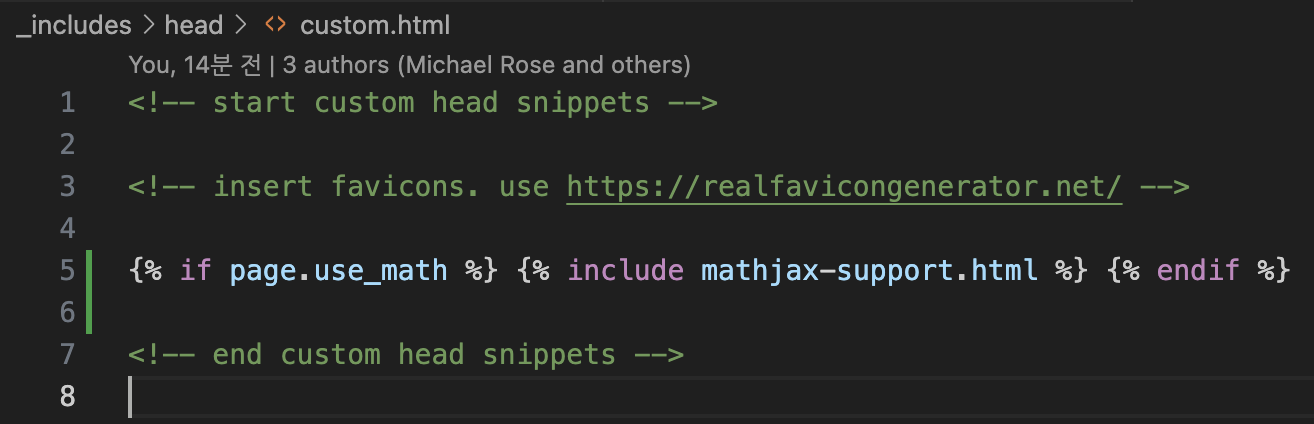 _includes > head > <> custom.html
You, 14분 전 | 3 authors (Michael Rose and others)
1 <!-- start custom head snippets -->
2
3 <!-- insert favicons. use https://realfavicongenerator.net/ -->
4
5 {% if page.use_math %} {% include mathjax-support.html %} {% endif %}
6
7 <!-- end custom head snippets -->
8